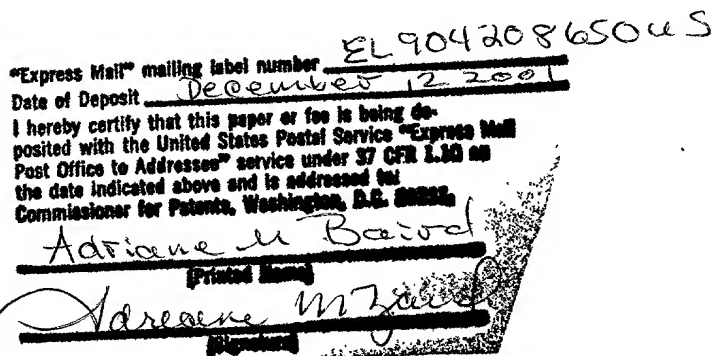 "Express Mail" mailing label number EL904208650US
Date of Deposit December 12 2001
I hereby certify that this paper or fee is being de-
posited with the United States Postal Service "Express Mail
Post Office to Addressee" service under 37 CFR 1.10 on
the date indicated above and is addressed to:
Commissioner for Patents, Washington, D.C.
Adriane M Baird
(Printed Name)
Adreane M Baird
(Signature)